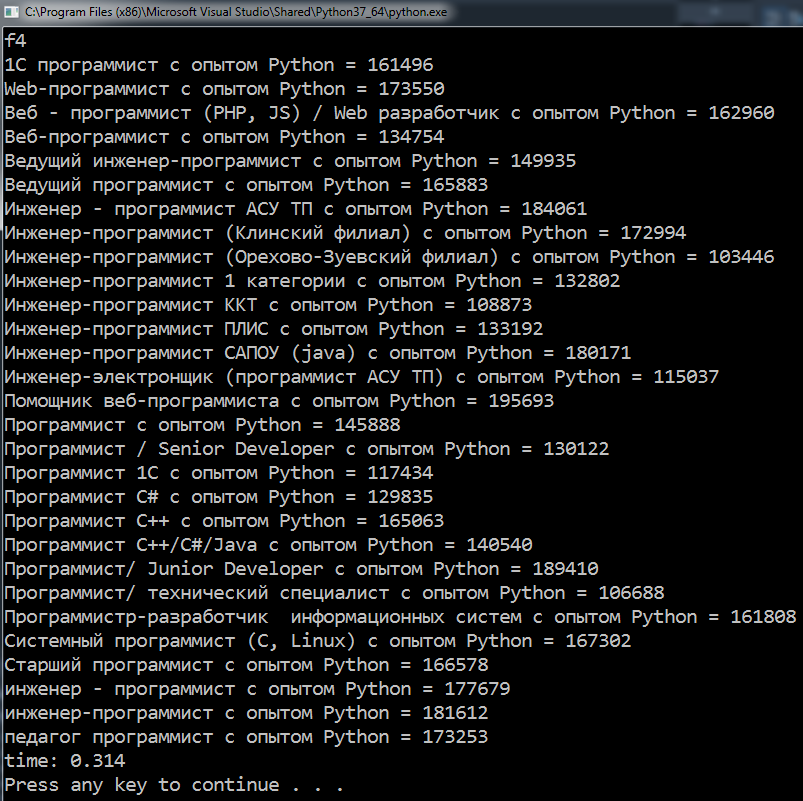 C:\Program Files (x86)\Microsoft Visual Studio\Shared\Python37_64\python.exe
f4
1С программист с опытом Python = 161496
Web-программист с опытом Python = 173550
Веб - программист (PHP, JS) / Web разработчик с опытом Python = 162960
Веб-программист с опытом Python = 134754
Ведущий инженер-программист с опытом Python = 149935
Ведущий программист с опытом Python = 165883
Инженер - программист АСУ ТП с опытом Python = 184061
Инженер-программист (Клинский филиал) с опытом Python = 172994
Инженер-программист (Орехово-Зуевский филиал) с опытом Python = 103446
Инженер-программист 1 категории с опытом Python = 132802
Инженер-программист ККТ с опытом Python = 108873
Инженер-программист ПЛИС с опытом Python = 133192
Инженер-программист САПОУ (java) с опытом Python = 180171
Инженер-электронщик (программист АСУ ТП) с опытом Python = 115037
Помощник веб-программиста с опытом Python = 195693
Программист с опытом Python = 145888
Программист / Senior Developer с опытом Python = 130122
Программист 1С с опытом Python = 117434
Программист C# с опытом Python = 129835
Программист C++ с опытом Python = 165063
Программист C++/C#/Java с опытом Python = 140540
Программист/ Junior Developer с опытом Python = 189410
Программист/ технический специалист с опытом Python = 106688
Программистр-разработчик  информационных систем с опытом Python = 161808
Системный программист (C, Linux) с опытом Python = 167302
Старший программист с опытом Python = 166578
инженер - программист с опытом Python = 177679
инженер-программист с опытом Python = 181612
педагог программист с опытом Python = 173253
time: 0.314
Press any key to continue . . .